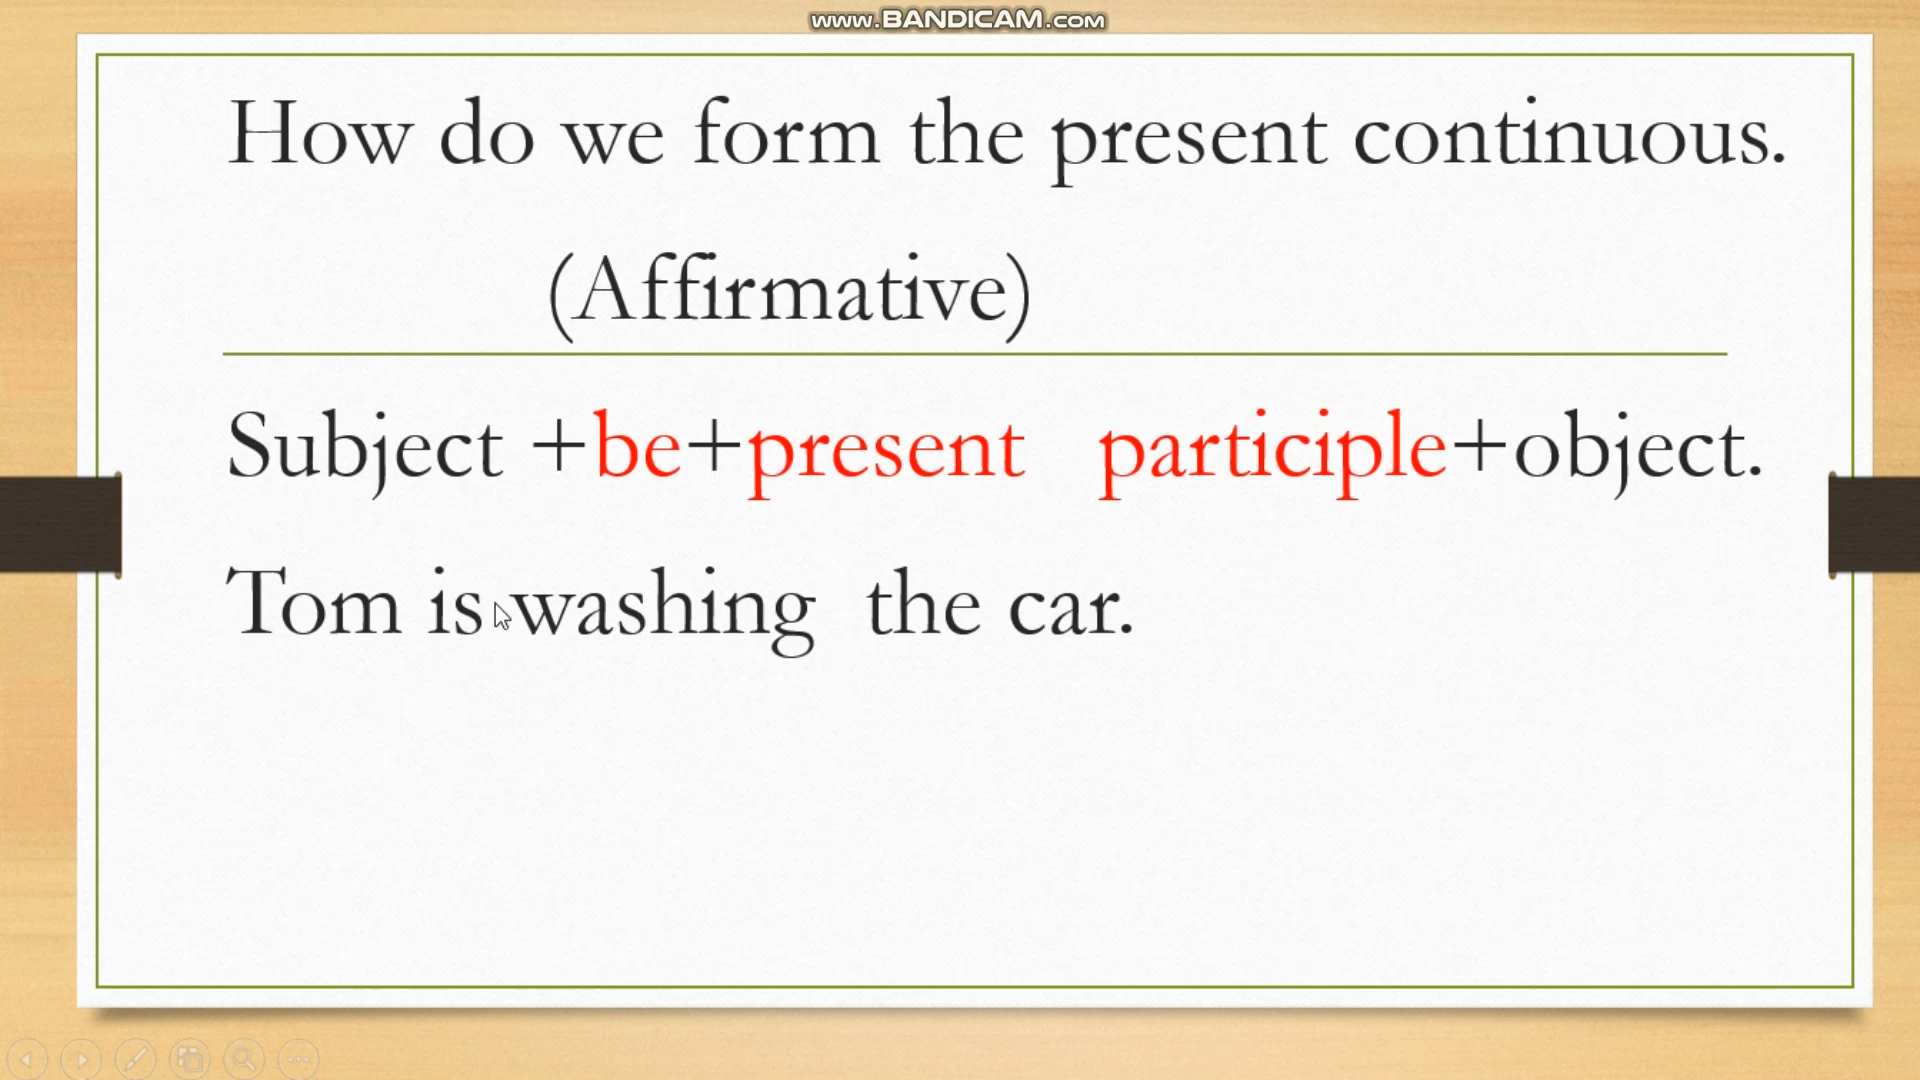 www.BANDICAM.com
How do we form the present continuous.
(Affirmative)
Subject +be+present participle+object.
Tom is washing the car.